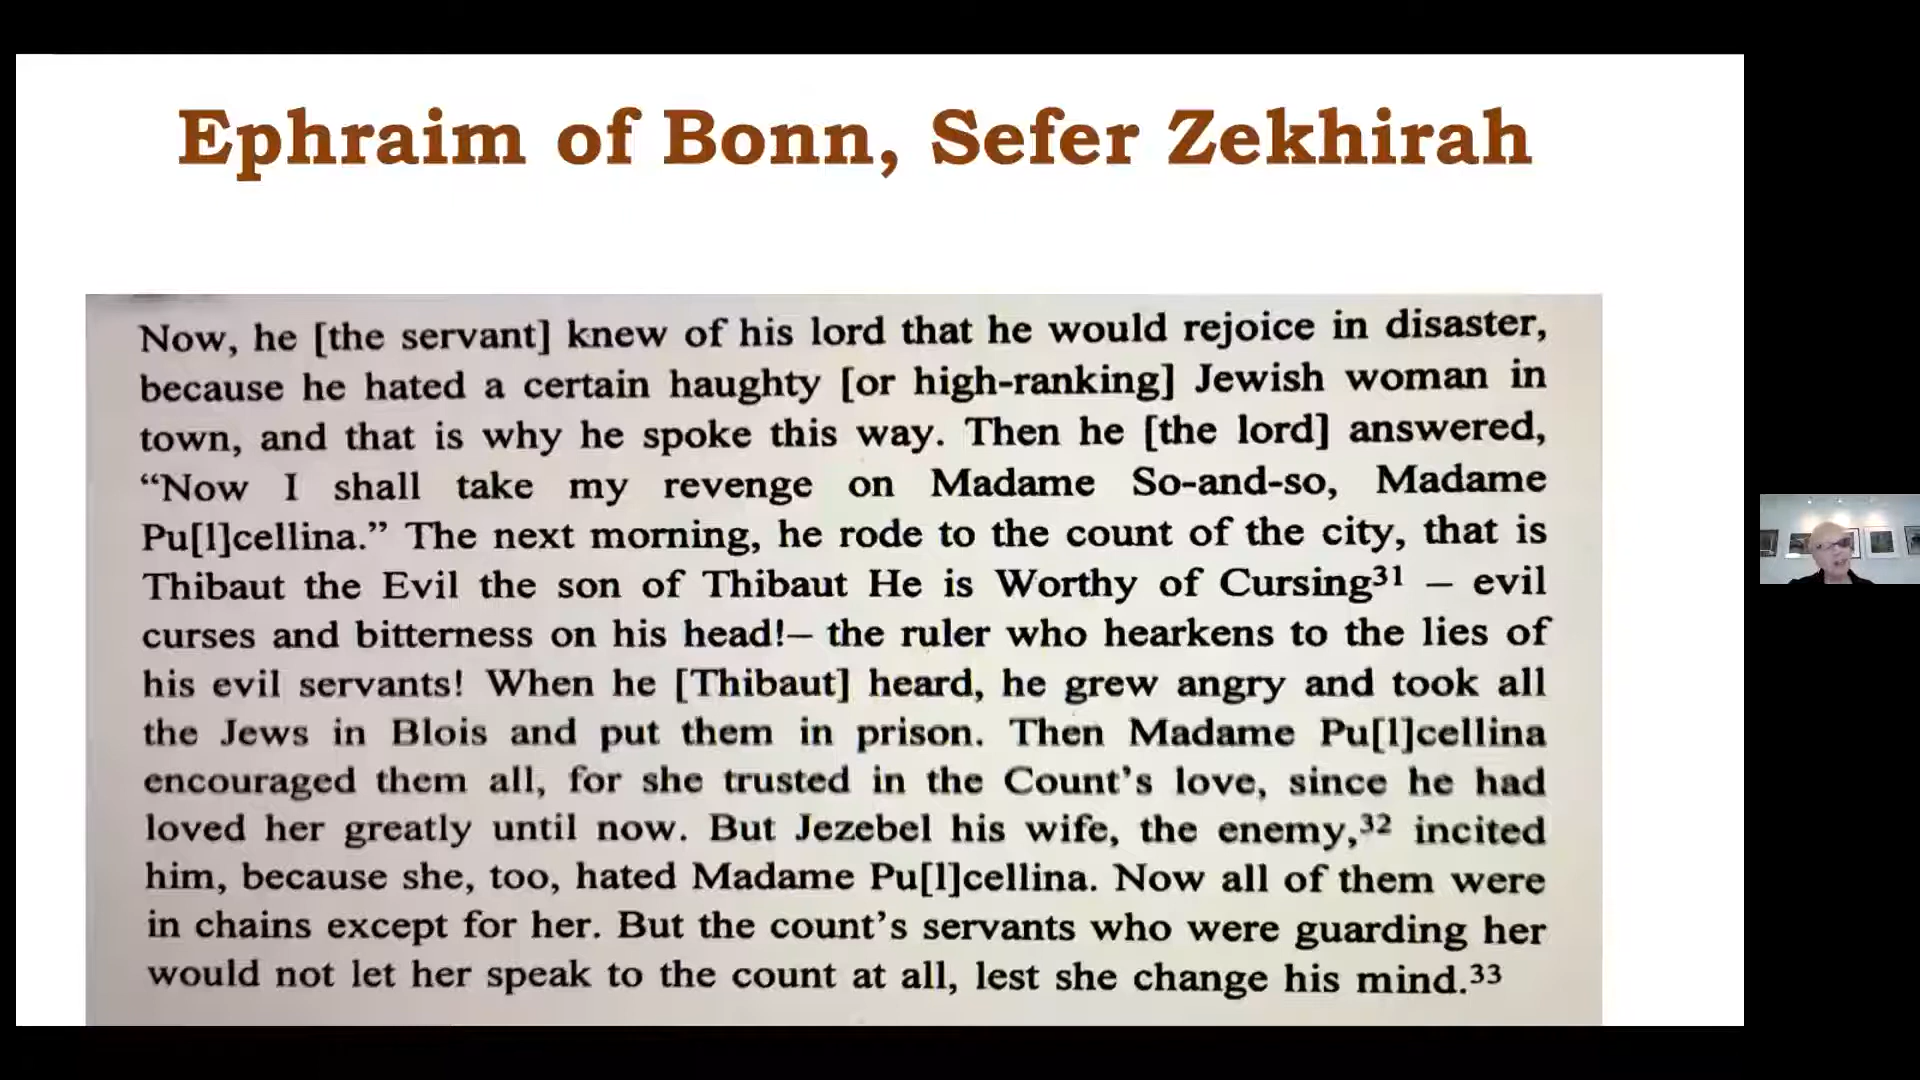 Ephraim of Bonn, Sefer Zekhirah
Now, he [the servant] knew of his lord that he would rejoice in disaster,
because he hated a certain haughty [or high-ranking] Jewish woman in
town, and that is why he spoke this way. Then he [the lord] answered,
“Now I shall take my revenge on Madame So-and-so, Madame
Pu[l]cellina.” The next morning, he rode to the count of the city, that is
Thibaut the Evil the son of Thibaut He is Worthy of Cursing31 – evil
curses and bitterness on his head!– the ruler who hearkens to the lies of
his evil servants! When he [Thibaut] heard, he grew angry and took all
the Jews in Blois and put them in prison. Then Madame Pu[l]cellina
encouraged them all, for she trusted in the Count’s love, since he had
loved her greatly until now. But Jezebel his wife, the enemy,32 incited
him, because she, too, hated Madame Pu[l]cellina. Now all of them were
in chains except for her. But the count’s servants who were guarding her
would not let her speak to the count at all, lest she change his mind.33